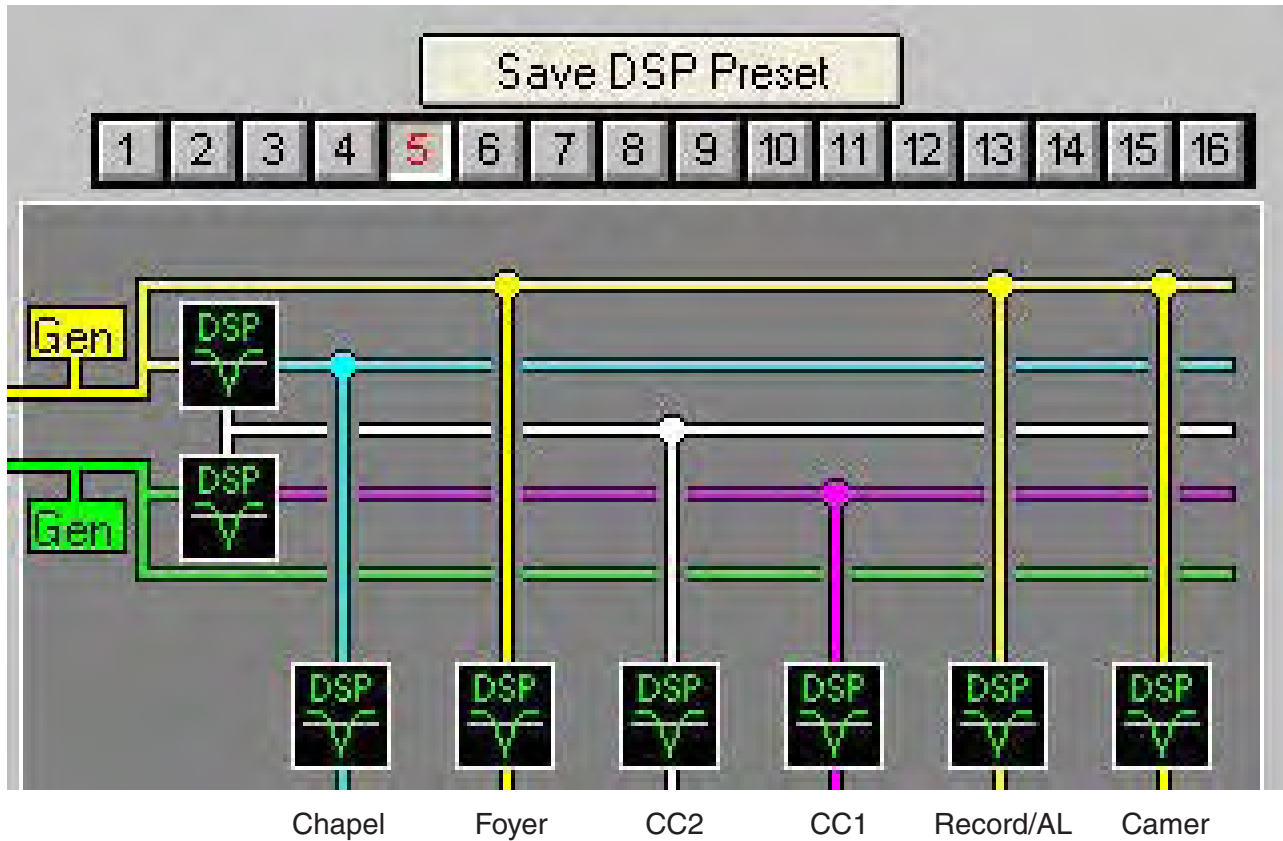 Save DSP Preset
1 2 3 4 5 6 7 8 9 10 11 12 13 14 15 16
Gen
DSP
DSP
Gen
DSP DSP DSP DSP DSP DSP
Chapel Foyer CC2 CC1 Record/AL Camer